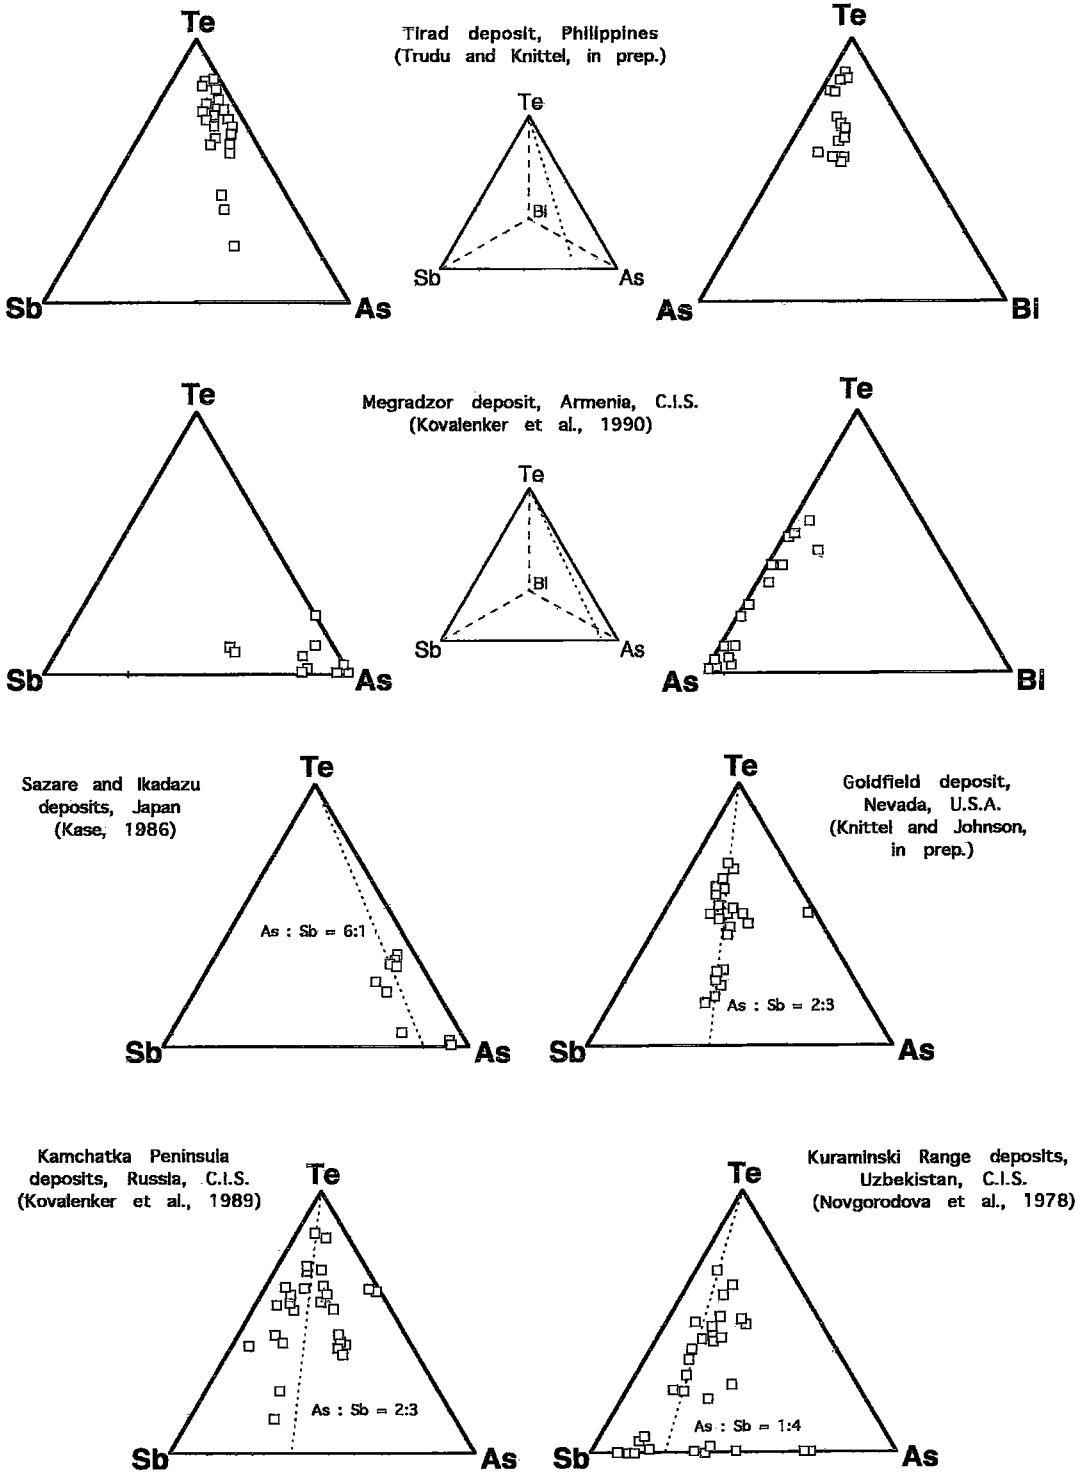 Te
Tirad deposit, Philippines
(Trudu and Knittel, in prep.)
Te
Te
Bi
Sb
As
Sb
As
As
Bi
Te
Megradzor deposit, Armenia, C.I.S.
(Kovalenker et al., 1990)
Te
Te
Bi
Sb
As
Sb
As
As
Bi
Sazare and Ikadazu
deposits, Japan
(Kase, 1986)
Te
As : Sb = 6:1
Sb
As
Te
Goldfield deposit,
Nevada, U.S.A.
(Knittel and Johnson,
in prep.)
As : Sb = 2:3
Sb
As
Kamchatka Peninsula
deposits, Russia, C.I.S.
(Kovalenker et al., 1989)
Te
As : Sb = 2:3
Sb
As
Te
Kuraminski Range deposits,
Uzbekistan, C.I.S.
(Novgorodova et al., 1978)
As : Sb = 1:4
Sb
As